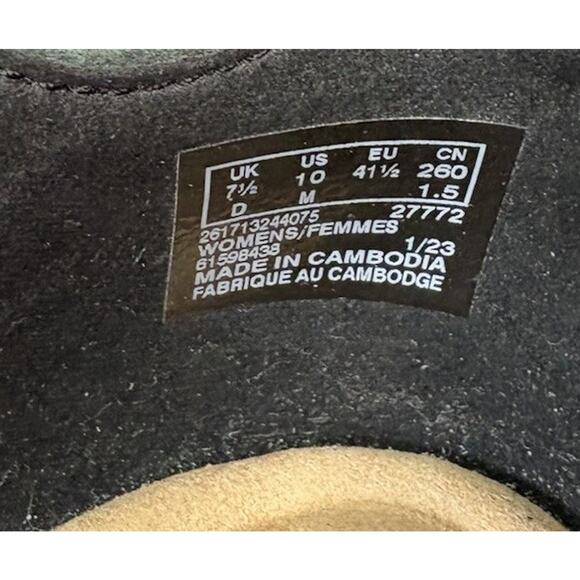 UK US EU CN
7½ 10 41½ 260
D M 1.5
261713244075 27772
WOMENS/FEMMES
61598438 1/23
MADE IN CAMBODIA
FABRIQUE AU CAMBODGE